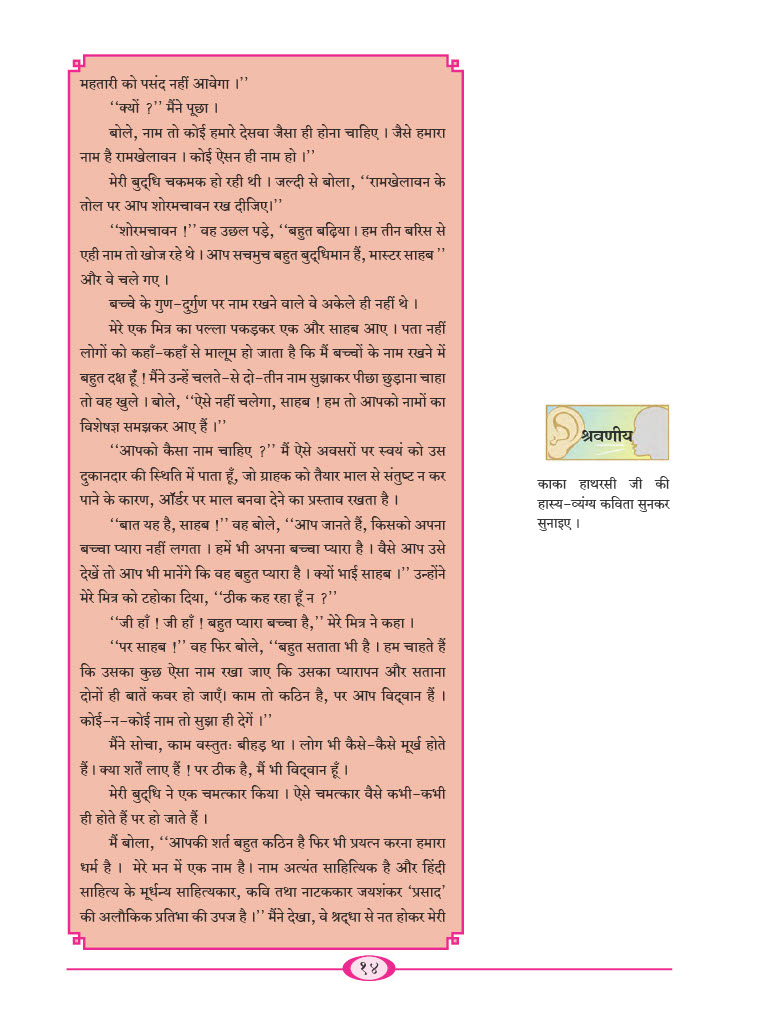 महतारी को पसंद नहीं आवेगा ।’’
‘‘क्यों ?’’ मैंने पूछा ।
बोले, नाम तो कोई हमारे देसवा जैसा ही होना चाहिए । जैसे हमारा
नाम है रामखेलावन । कोई ऐसन ही नाम हो ।’’
मेरी बुद्‌धि चकमक हो रही थी । जल्दी से बोला, ‘‘रामखेलावन के
तोल पर आप शोरमचावन रख दीजिए।’’
‘‘शोरमचावन !’’ वह उछल पड़े, ‘‘बहुत बढ़िया । हम तीन बरिस से
एही नाम तो खोज रहे थे । आप सचमुच बहुत बुद्‌धिमान हैं, मास्टर साहब ’’
और वे चले गए ।
बच्चे के गुण-दुर्गुण पर नाम रखने वाले वे अकेले ही नहीं थे ।
मेरे एक मित्र का पल्ला पकड़कर एक और साहब आए । पता नहीं
लोगों को कहाँ-कहाँ से मालूम हो जाता है कि मैं बच्चों के नाम रखने में
बहुत दक्ष हूँ ! मैंने उन्हें चलते-से दो-तीन नाम सुझाकर पीछा छुड़ाना चाहा
तो वह खुले । बोले, ‘‘ऐसे नहीं चलेगा, साहब ! हम तो आपको नामों का
विशेषज्ञ समझकर आए हैं ।’’
‘‘आपको कैसा नाम चाहिए ?’’ मैं ऐसे अवसरों पर स्वयं को उस
दुकानदार की स्थिति में पाता हूँ, जो ग्राहक को तैयार माल से संतुष्ट न कर
पाने के कारण, ऑर्डर पर माल बनवा देने का प्रस्ताव रखता है ।
‘‘बात यह है, साहब !’’ वह बोले, ‘‘आप जानते हैं, किसको अपना
बच्चा प्यारा नहीं लगता । हमें भी अपना बच्चा प्यारा है । वैसे आप उसे
देखें तो आप भी मानेंगे कि वह बहुत प्यारा है । क्यों भाई साहब ।’’ उन्होंने
मेरे मित्र को टहोका दिया, ‘‘ठीक कह रहा हूँ न ?’’
‘‘जी हाँ ! जी हाँ ! बहुत प्यारा बच्चा है,’’ मेरे मित्र ने कहा ।
‘‘पर साहब !’’ वह फिर बोले, ‘‘बहुत सताता भी है । हम चाहते हैं
कि उसका कुछ ऐसा नाम रखा जाए कि उसका प्यारापन और सताना
दोनों ही बातें कवर हो जाएँ। काम तो कठिन है, पर आप विद्‌वान हैं ।
कोई-न-कोई नाम तो सुझा ही देगें ।’’
मैंने सोचा, काम वस्तुतः बीहड़ था । लोग भी कैसे-कैसे मूर्ख होते
हैं। क्या शर्तें लाए हैं ! पर ठीक है, मैं भी विद्‌वान हूँ ।
मेरी बुद्‌धि ने एक चमत्कार किया । ऐसे चमत्कार वैसे कभी-कभी
ही होते हैं पर हो जाते हैं ।
मैं बोला, ‘‘आपकी शर्त बहुत कठिन है फिर भी प्रयत्न करना हमारा
धर्म है । मेरे मन में एक नाम है । नाम अत्यंत साहित्यिक है और हिंदी
साहित्य के मूर्धन्य साहित्यकार, कवि तथा नाटककार जयशंकर ‘प्रसाद’
की अलौकिक प्रतिभा की उपज है ।’’ मैंने देखा, वे श्रद्‌धा से नत होकर मेरी
श्रवणीय
काका हाथरसी जी की
हास्य-व्यंग्य कविता सुनकर
सुनाइए ।
१४